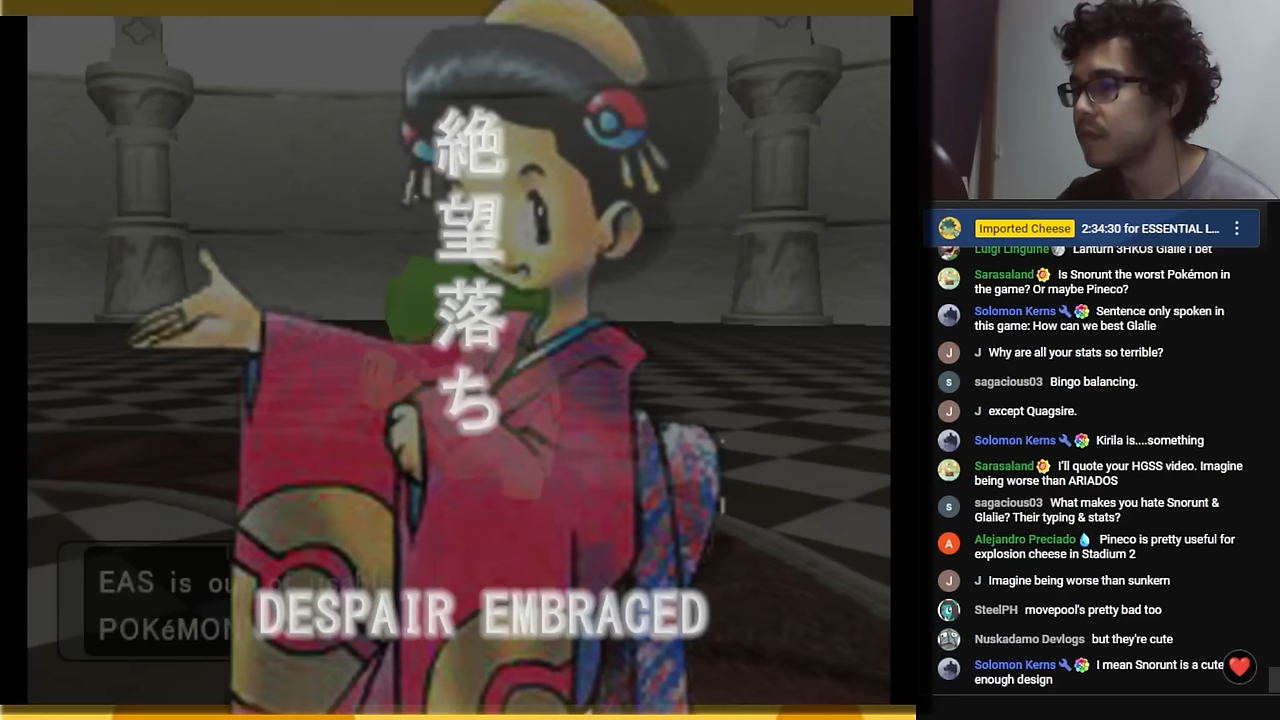 絶望落ち
EAS is out of usable
POKéMON
DESPAIR EMBRACED
Imported Cheese 2:34:30 for ESSENTIAL L...
Luigi Linguine Lanturn 3HKOs Glalie I bet
Sarasaland Is Snorunt the worst Pokémon in
the game? Or maybe Pineco?
Solomon Kerns Sentence only spoken in
this game: How can we best Glalie
J Why are all your stats so terrible?
sagacious03 Bingo balancing.
J except Quagsire.
Solomon Kerns Kirila is....something
Sarasaland I'll quote your HGSS video. Imagine
being worse than ARIADOS
sagacious03 What makes you hate Snorunt &
Glalie? Their typing & stats?
Alejandro Preciado Pineco is pretty useful for
explosion cheese in Stadium 2
J Imagine being worse than sunkern
SteelPH movepool's pretty bad too
Nuskadamo Devlogs but they're cute
Solomon Kerns I mean Snorunt is a cute
enough design